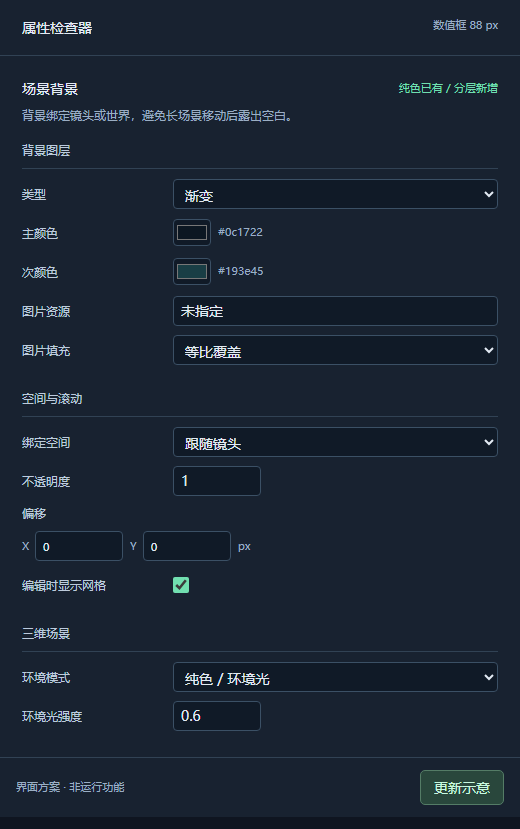 属性检查器 数值框 88 px
场景背景 纯色已有 / 分层新增
背景绑定镜头或世界，避免长场景移动后露出空白。
背景图层
类型 渐变
主颜色 #0c1722
次颜色 #193e45
图片资源 未指定
图片填充 等比覆盖
空间与滚动
绑定空间 跟随镜头
不透明度 1
偏移
X 0 Y 0 px
编辑时显示网格
三维场景
环境模式 纯色 / 环境光
环境光强度 0.6
界面方案 · 非运行功能 更新示意